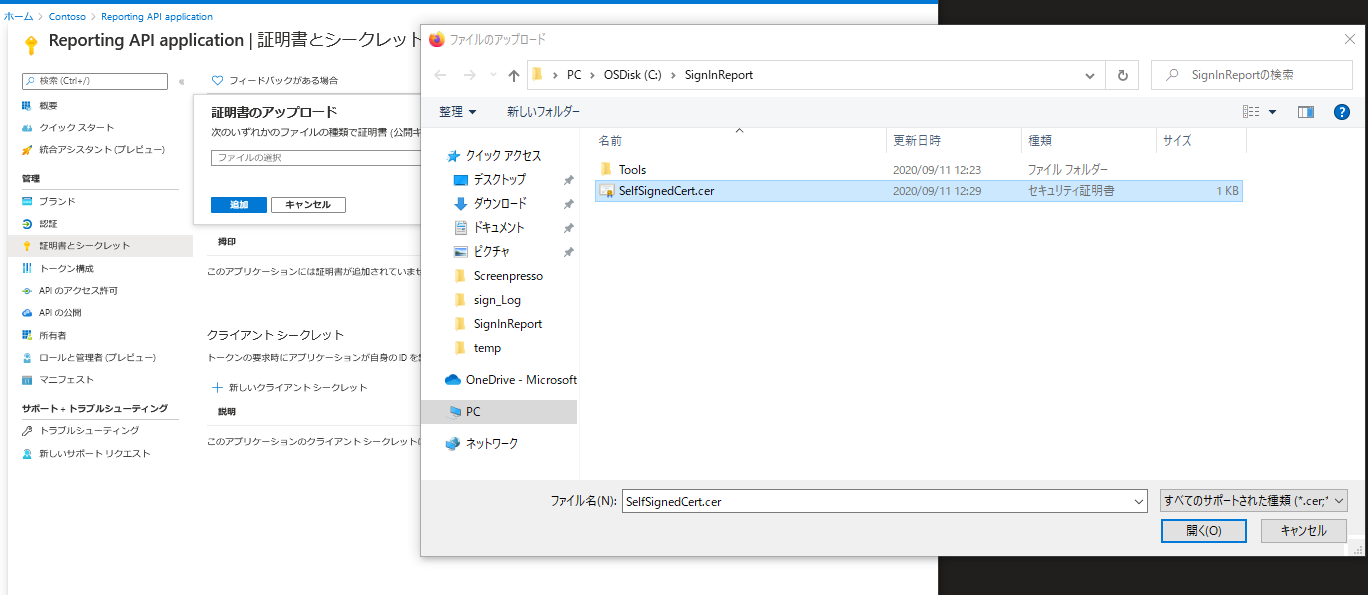 ホーム > Contoso > Reporting API application
Reporting API application | 証明書とシークレット
検索 (Ctrl+/)
«
概要
クイック スタート
統合アシスタント (プレビュー)
管理
ブランド
認証
証明書とシークレット
トークン構成
API のアクセス許可
API の公開
所有者
ロールと管理者 (プレビュー)
マニフェスト
サポート + トラブルシューティング
トラブルシューティング
新しいサポート リクエスト
フィードバックがある場合
証明書のアップロード
次のいずれかのファイルの種類で証明書 (公開キ
ファイルの選択
追加
キャンセル
拇印
このアプリケーションには証明書が追加されていませ
クライアント シークレット
トークンの要求時にアプリケーションが自身の ID を
+ 新しいクライアント シークレット
説明
このアプリケーションのクライアント シークレット
ファイルのアップロード
PC > OSDisk (C:) > SignInReport
SignInReportの検索
整理
新しいフォルダー
?
クイック アクセス
デスクトップ
ダウンロード
ドキュメント
ピクチャ
Screenpresso
sign_Log
SignInReport
temp
OneDrive - Microsoft
PC
ネットワーク
名前 更新日時 種類 サイズ
Tools 2020/09/11 12:23 ファイル フォルダー
SelfSignedCert.cer 2020/09/11 12:29 セキュリティ証明書 1 KB
ファイル名(N): SelfSignedCert.cer
すべてのサポートされた種類 (*.cer;*
開く(O)
キャンセル